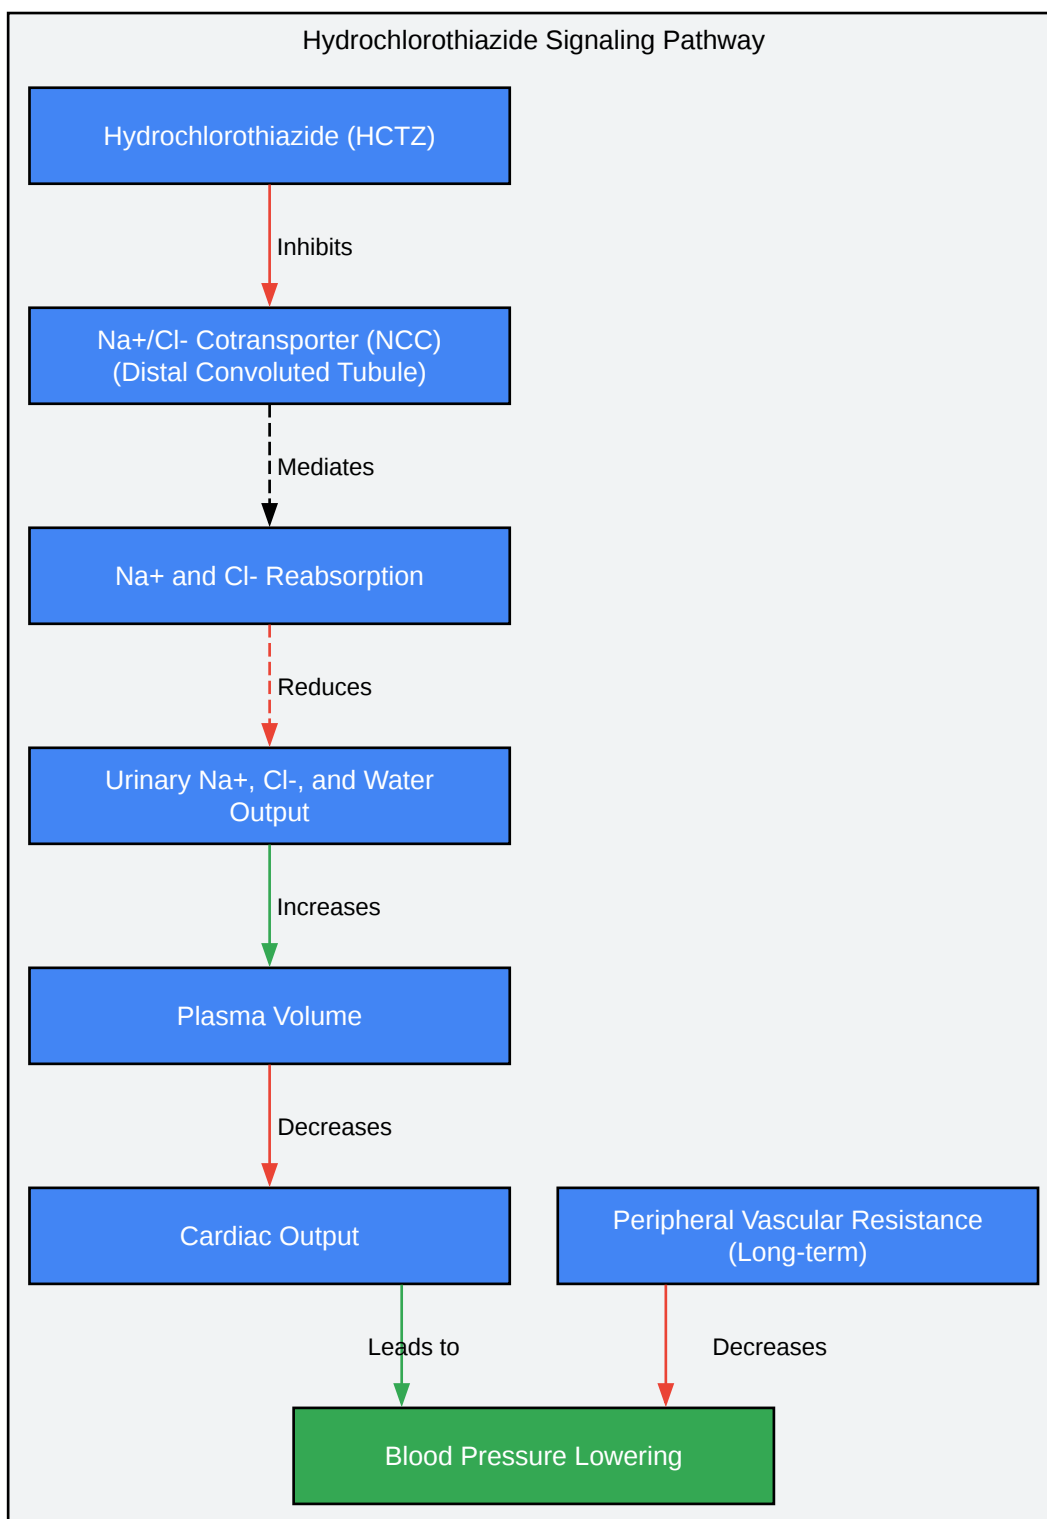 Hydrochlorothiazide Signaling Pathway
Hydrochlorothiazide (HCTZ)
Inhibits
Na+/Cl- Cotransporter (NCC)
(Distal Convoluted Tubule)
Mediates
Na+ and Cl- Reabsorption
Reduces
Urinary Na+, Cl-, and Water
Output
Increases
Plasma Volume
Decreases
Cardiac Output
Peripheral Vascular Resistance
(Long-term)
Leads to
Decreases
Blood Pressure Lowering